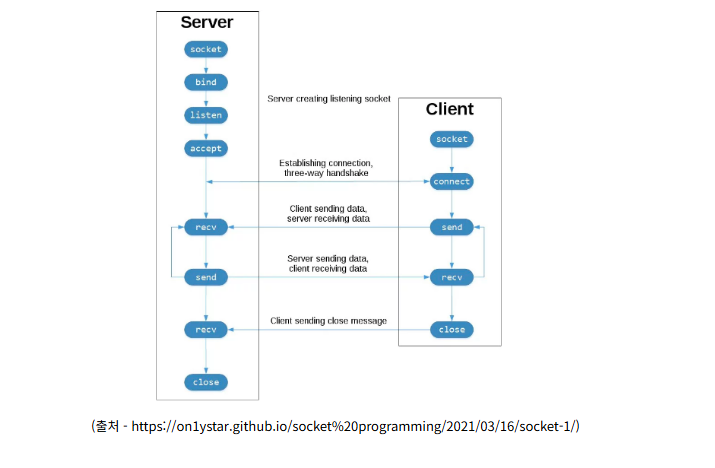 Server
socket
bind
listen
accept
Server creating listening socket
Client
socket
Establishing connection,
three-way handshake
connect
Client sending data,
server receiving data
recv
send
Server sending data,
client receiving data
send
recv
Client sending close message
recv
close
close
(출처 - https://on1ystar.github.io/socket%20programming/2021/03/16/socket-1/)